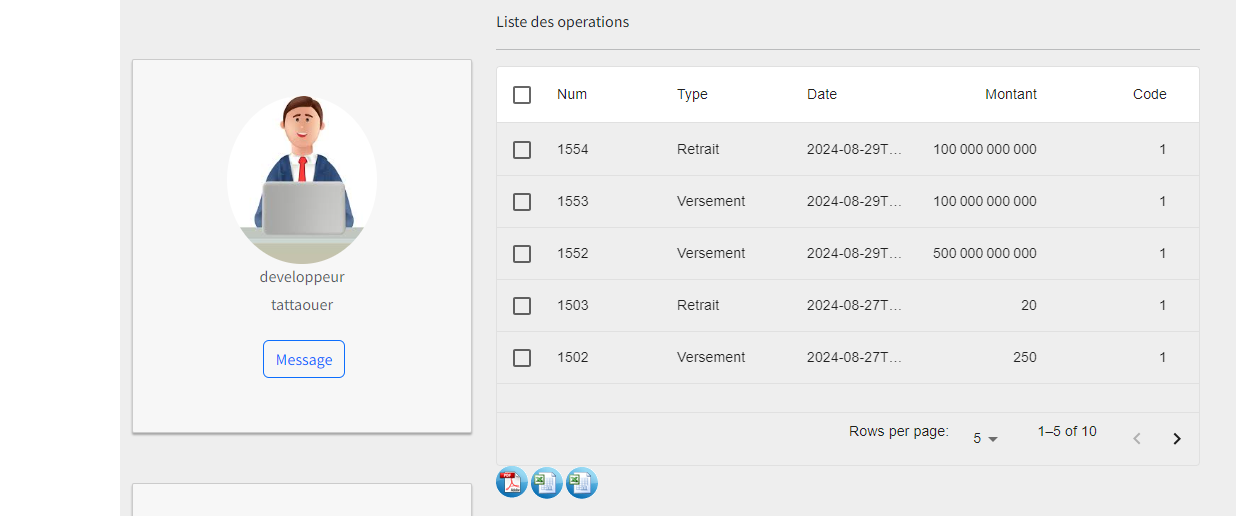 Liste des operations
Num Type Date Montant Code
1554 Retrait 2024-08-29T... 100 000 000 000 1
1553 Versement 2024-08-29T... 100 000 000 000 1
1552 Versement 2024-08-29T... 500 000 000 000 1
1503 Retrait 2024-08-27T... 20 1
1502 Versement 2024-08-27T... 250 1
Rows per page: 5 1–5 of 10
developpeur
tattaouer
Message
PDF